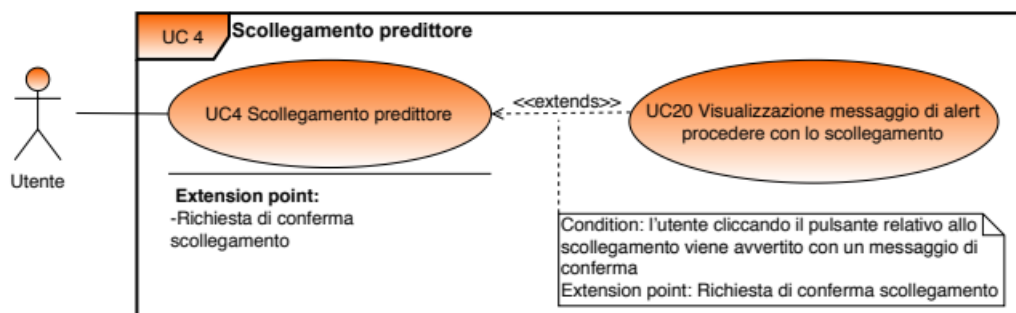 UC 4
Scollegamento predittore
UC4 Scollegamento predittore
<<extends>>
UC20 Visualizzazione messaggio di alert
procedere con lo scollegamento
Utente
Extension point:
-Richiesta di conferma
scollegamento
Condition: l'utente cliccando il pulsante relativo allo
scollegamento viene avvertito con un messaggio di
conferma
Extension point: Richiesta di conferma scollegamento